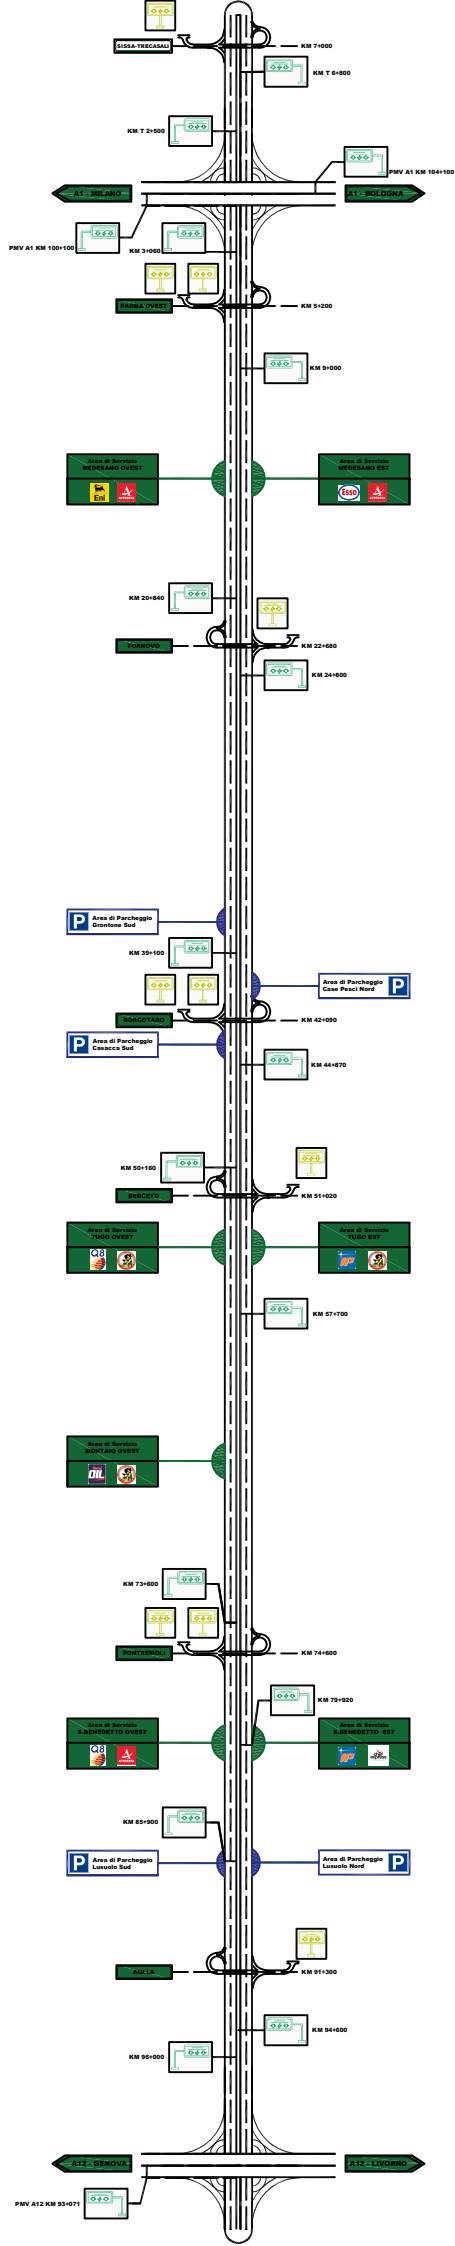 SISSA-TRECASALI
KM 7+000
KM T 6+800
KM T 2+500
PMV A1 KM 104+100
A1 - MILANO
A1 - BOLOGNA
PMV A1 KM 100+100
KM 3+060
PARMA OVEST
KM 5+200
KM 9+000
Area di Servizio
MEDESANO OVEST
Eni
Area di Servizio
MEDESANO EST
Esso
KM 20+840
FORNOVO
KM 22+680
KM 24+800
P
Area di Parcheggio
Grontone Sud
KM 39+100
Area di Parcheggio
Case Pesci Nord
P
BORGOTARO
KM 42+090
P
Area di Parcheggio
Casacca Sud
KM 44+870
KM 50+160
BERCETO
KM 51+020
Area di Servizio
TUGO OVEST
Q8
Area di Servizio
TUGO EST
IP
KM 57+700
Area di Servizio
MONTAIO OVEST
OIL
KM 73+600
PONTREMOLI
KM 74+600
KM 79+920
Area di Servizio
S.BENEDETTO OVEST
Q8
Area di Servizio
S.BENEDETTO EST
IP
KM 85+900
P
Area di Parcheggio
Lusuolo Sud
Area di Parcheggio
Lusuolo Nord
P
AULLA
KM 91+300
KM 94+600
KM 96+000
A12 - GENOVA
A12 - LIVORNO
PMV A12 KM 93+071